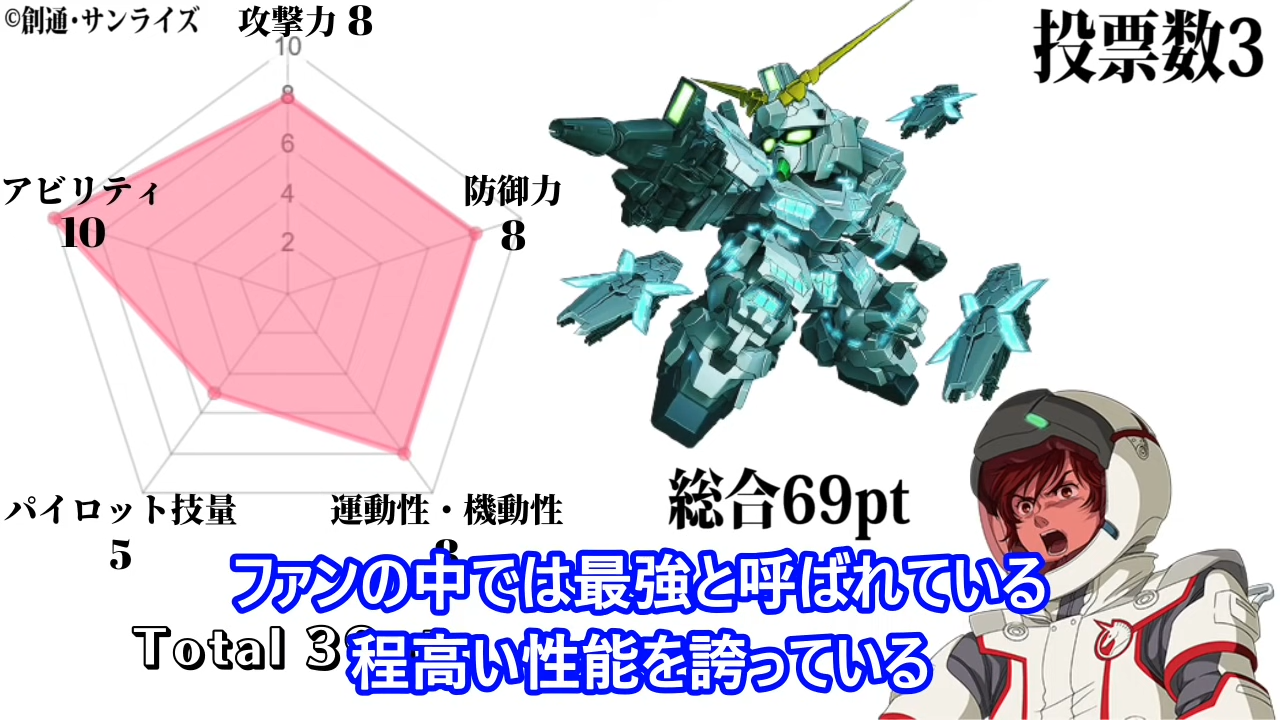 ©創通・サンライズ
攻撃力 8
投票数3
10
8
6
4
2
アビリティ
10
防御力
8
パイロット技量
5
運動性・機動性
8
総合69pt
ファンの中では最強と呼ばれている
Total 39
程高い性能を誇っている